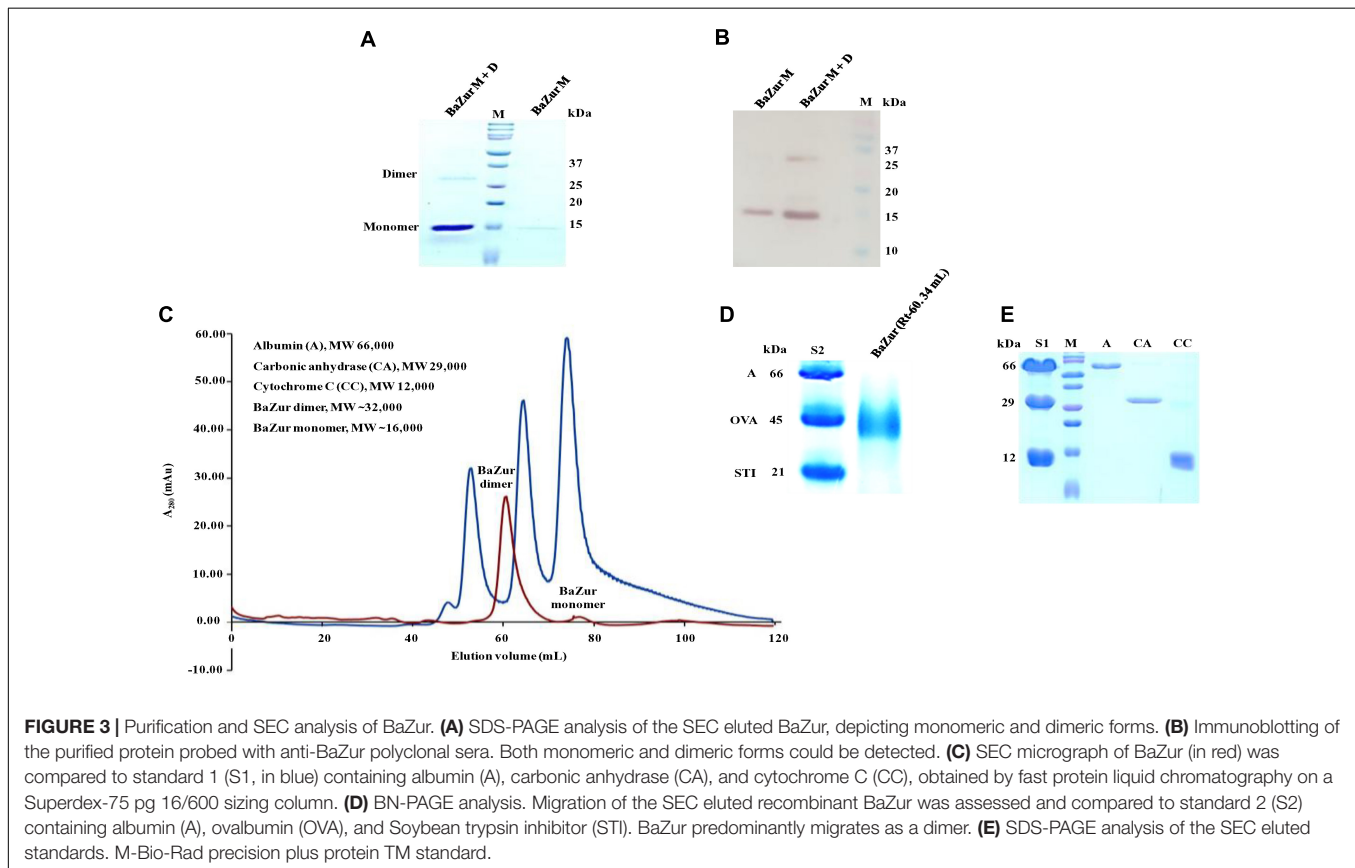 A
BaZur M + D
M
BaZur M
kDa
Dimer
Monomer
37
25
20
15
B
BaZur M
BaZur M + D
M
kDa
37
25
20
15
10
C
60.00
50.00
40.00
30.00
20.00
10.00
0.00
-10.00
A280 (mAu)
Albumin (A), MW 66,000
Carbonic anhydrase (CA), MW 29,000
Cytochrome C (CC), MW 12,000
BaZur dimer, MW ~32,000
BaZur monomer, MW ~16,000
BaZur
dimer
BaZur
monomer
0
20
40
60
80
100
120
Elution volume (mL)
D
kDa
S2
BaZur (Rt-60. 34 mL)
A 66
OVA 45
STI 21
E
kDa S1 M A CA CC
66
29
12
FIGURE 3 | Purification and SEC analysis of BaZur. (A) SDS-PAGE analysis of the SEC eluted BaZur, depicting monomeric and dimeric forms. (B) Immunoblotting of
the purified protein probed with anti-BaZur polyclonal sera. Both monomeric and dimeric forms could be detected. (C) SEC micrograph of BaZur (in red) was
compared to standard 1 (S1, in blue) containing albumin (A), carbonic anhydrase (CA), and cytochrome C (CC), obtained by fast protein liquid chromatography on a
Superdex-75 pg 16/600 sizing column. (D) BN-PAGE analysis. Migration of the SEC eluted recombinant BaZur was assessed and compared to standard 2 (S2)
containing albumin (A), ovalbumin (OVA), and Soybean trypsin inhibitor (STI). BaZur predominantly migrates as a dimer. (E) SDS-PAGE analysis of the SEC eluted
standards. M-Bio-Rad precision plus protein TM standard.